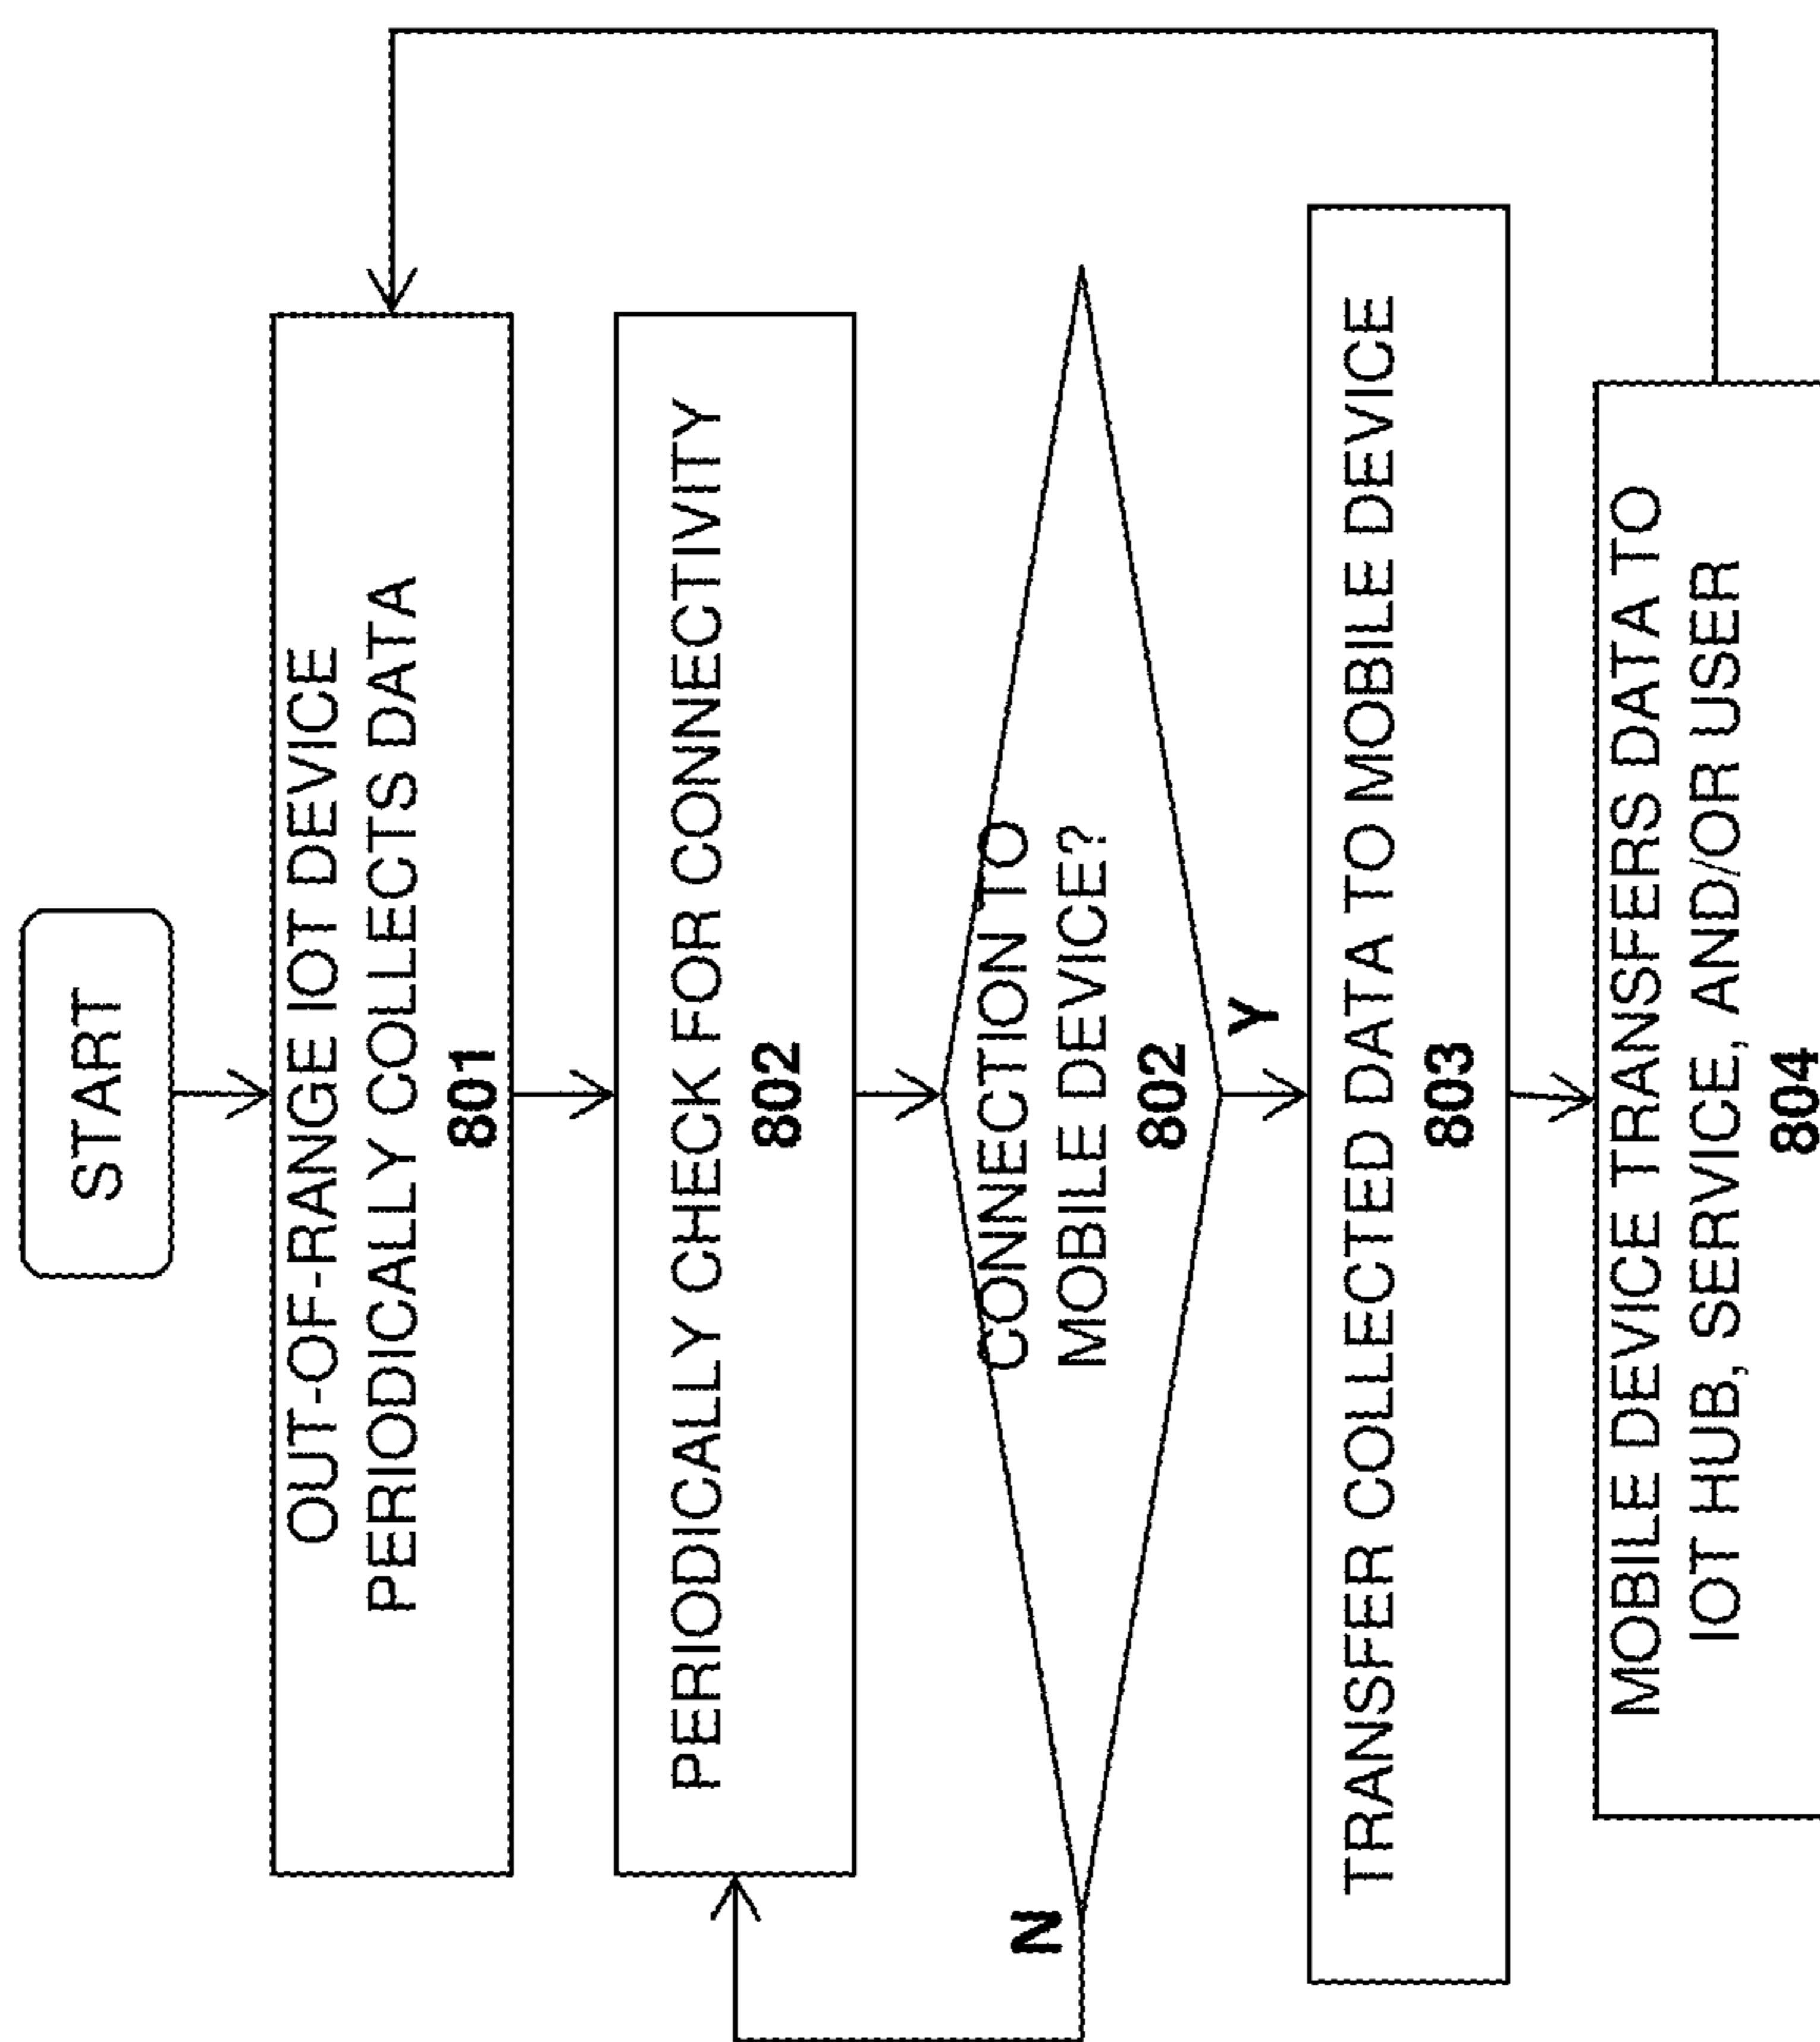 START
OUT-OF-RANGE IOT DEVICE
PERIODICALLY COLLECTS DATA
801
PERIODICALLY CHECK FOR CONNECTIVITY
802
CONNECTION TO
MOBILE DEVICE?
802
N
Y
TRANSFER COLLECTED DATA TO MOBILE DEVICE
803
MOBILE DEVICE TRANSFERS DATA TO
IOT HUB, SERVICE, AND/OR USER
804